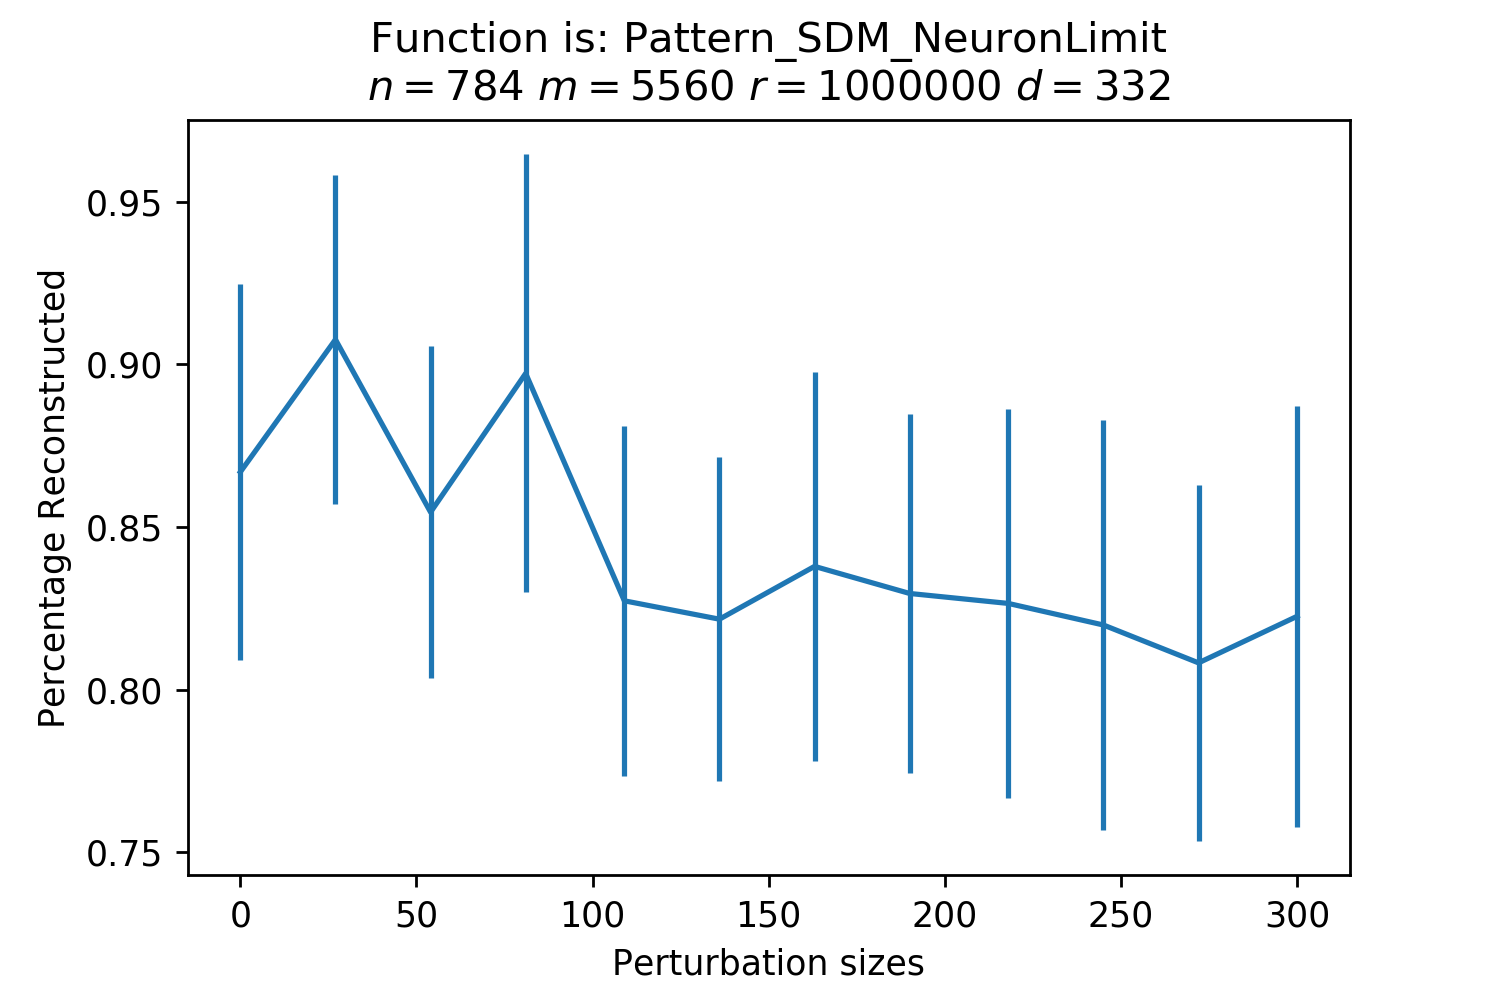 Function is: Pattern_SDM_NeuronLimit
n = 784 m = 5560 r = 1000000 d = 332
Percentage Reconstructed
0.95
0.90
0.85
0.80
0.75
0 50 100 150 200 250 300
Perturbation sizes